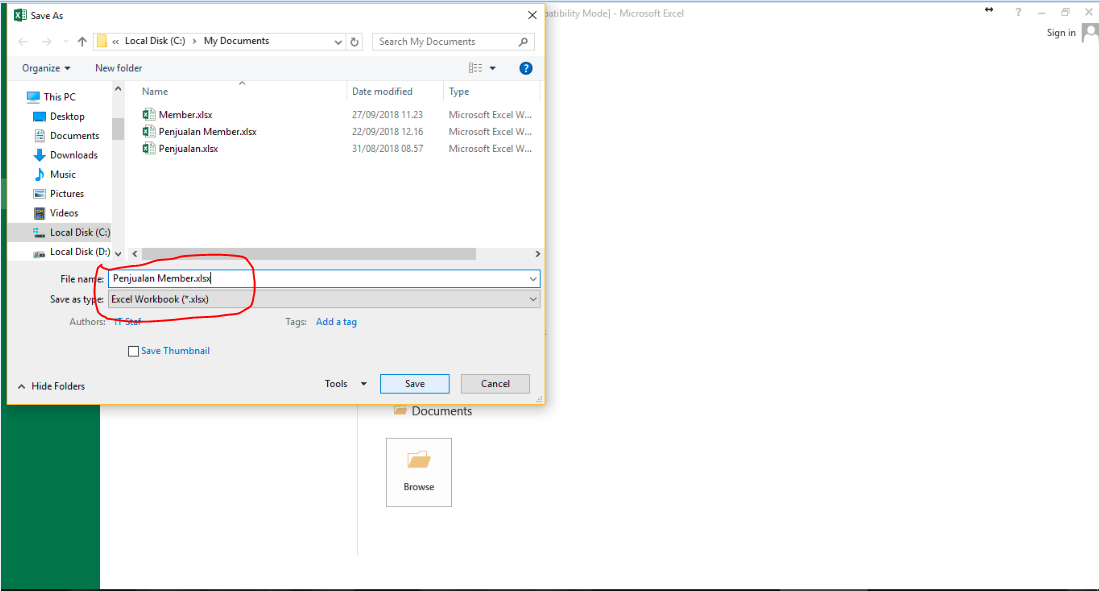 Save As
atibility Mode] - Microsoft Excel
?
Sign in
« Local Disk (C:) › My Documents
Search My Documents
Organize
New folder
?
Name
Date modified
Type
This PC
Desktop
Documents
Downloads
Music
Pictures
Videos
Local Disk (C:)
Local Disk (D:)
Member.xlsx 27/09/2018 11.23 Microsoft Excel W...
Penjualan Member.xlsx 22/09/2018 12.16 Microsoft Excel W...
Penjualan.xlsx 31/08/2018 08.57 Microsoft Excel W...
File name: Penjualan Member.xlsx
Save as type: Excel Workbook (*.xlsx)
Authors: IT Staf
Tags: Add a tag
Save Thumbnail
Hide Folders
Tools
Save
Cancel
Documents
Browse